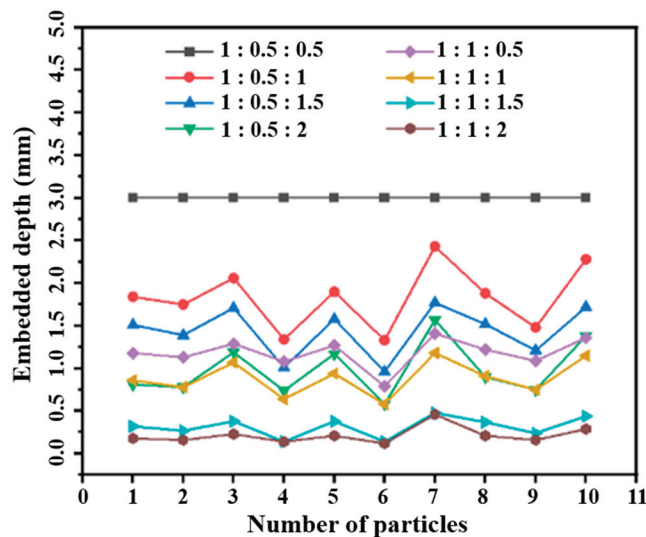 5.0
4.5
4.0
3.5
3.0
2.5
2.0
1.5
1.0
0.5
0.0
Embedded depth (mm)
1 : 0.5 : 0.5
1 : 0.5 : 1
1 : 0.5 : 1.5
1 : 0.5 : 2
1 : 1 : 0.5
1 : 1 : 1
1 : 1 : 1.5
1 : 1 : 2
0 1 2 3 4 5 6 7 8 9 10 11
Number of particles